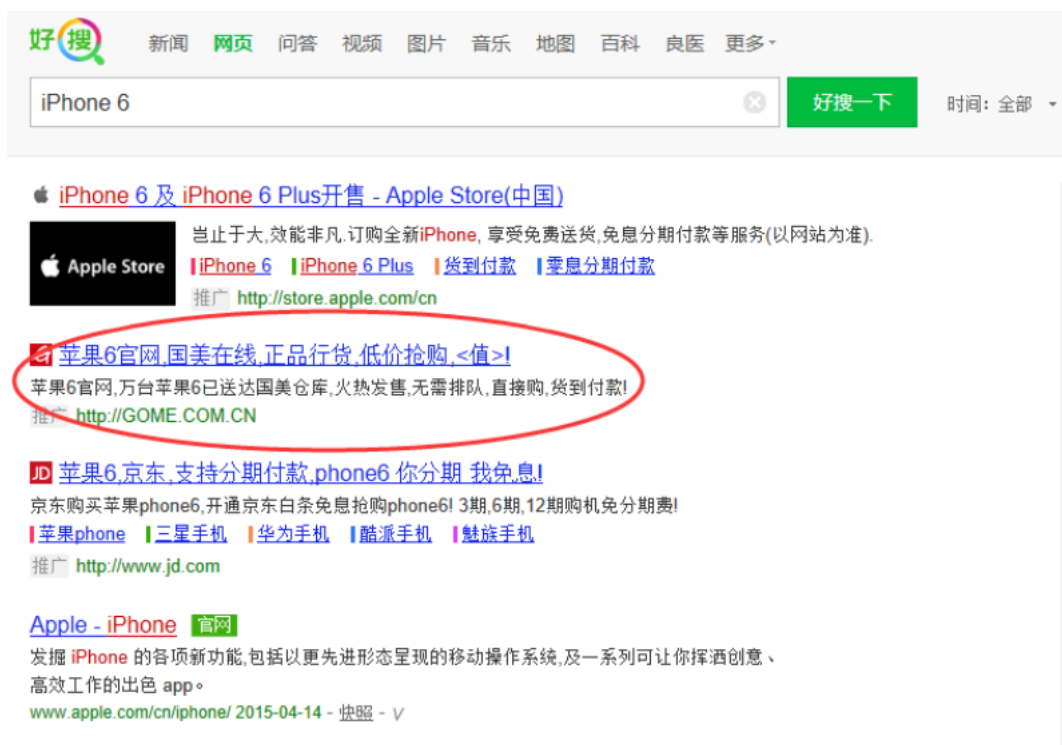 好搜 新闻 网页 问答 视频 图片 音乐 地图 百科 良医 更多
iPhone 6 好搜一下 时间: 全部
iPhone 6 及 iPhone 6 Plus开售 - Apple Store(中国)
岂止于大,效能非凡.订购全新iPhone, 享受免费送货,免息分期付款等服务(以网站为准).
Apple Store
iPhone 6 iPhone 6 Plus 货到付款 零息分期付款
推广 http://store.apple.com/cn
苹果6官网,国美在线,正品行货,低价抢购,<值>!
苹果6官网,万台苹果6已送达国美仓库,火热发售,无需排队,直接购,货到付款!
推广 http://GOME.COM.CN
JD 苹果6,京东,支持分期付款,phone6 你分期 我免息!
京东购买苹果phone6,开通京东白条免息抢购phone6! 3期,6期,12期购机免分期费!
苹果phone 三星手机 华为手机 酷派手机 魅族手机
推广 http://www.jd.com
Apple - iPhone 官网
发掘 iPhone 的各项新功能,包括以更先进形态呈现的移动操作系统,及一系列可让你挥洒创意、
高效工作的出色 app。
www.apple.com/cn/iphone/ 2015-04-14 - 快照 - V